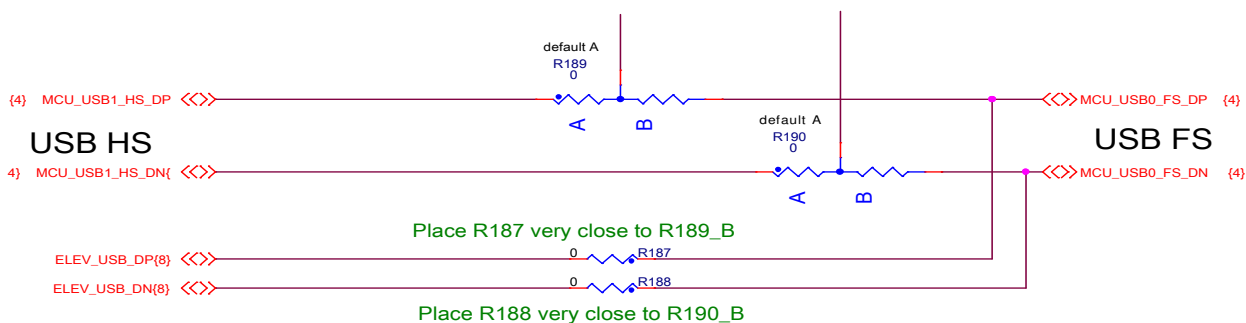 default A
R189
0
{4} MCU_USB1_HS_DP
MCU_USB0_FS_DP {4}
A
B
default A
R190
0
USB HS
USB FS
4} MCU_USB1_HS_DN{
MCU_USB0_FS_DN {4}
A
B
Place R187 very close to R189_B
ELEV_USB_DP{8}
0
R187
ELEV_USB_DN{8}
0
R188
Place R188 very close to R190_B